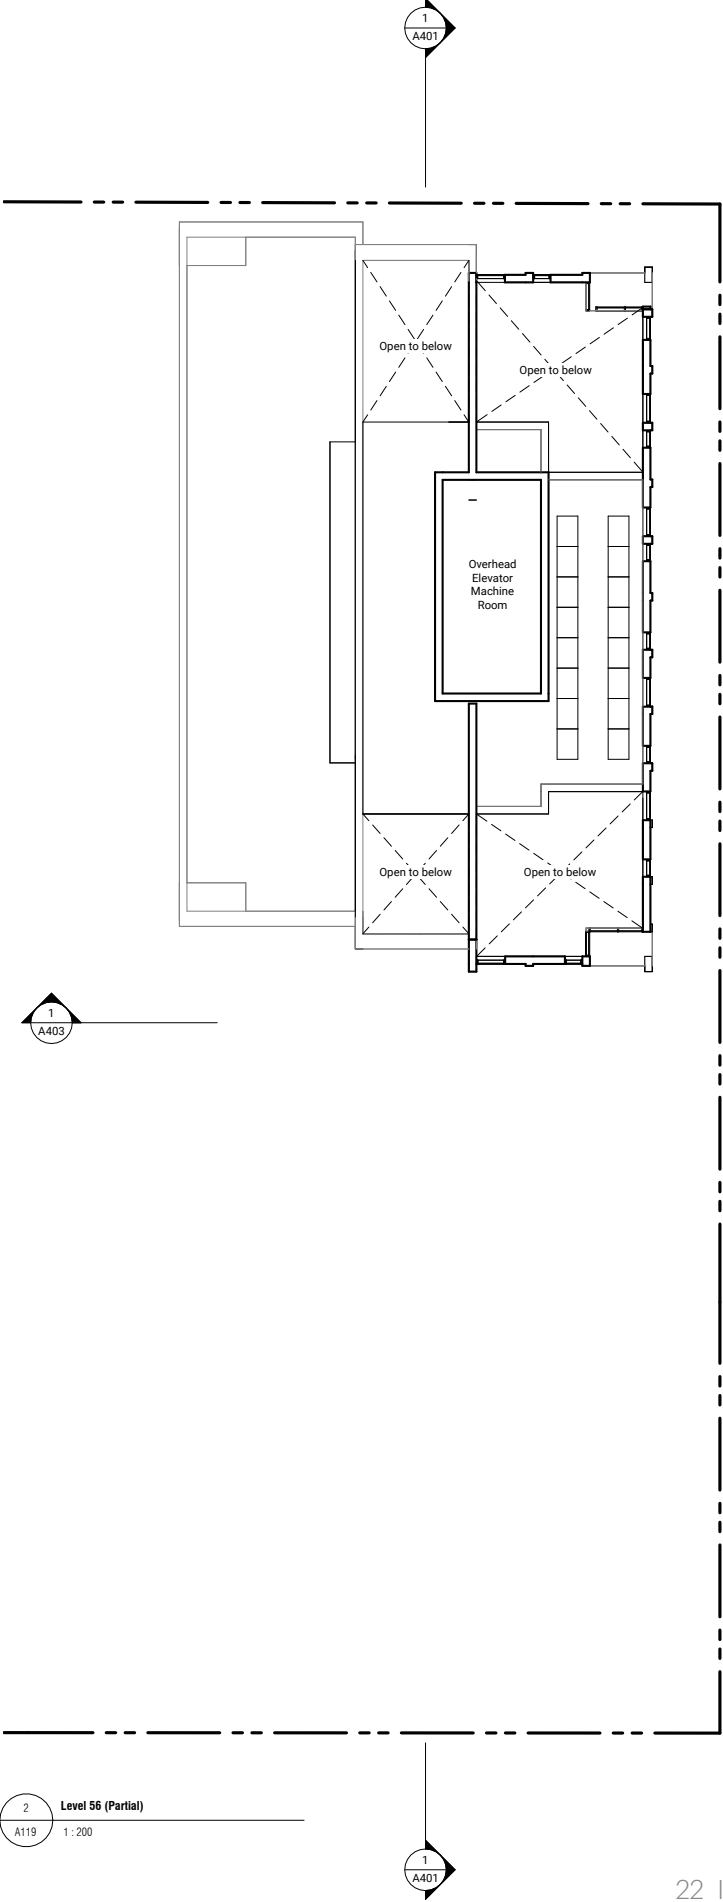 1
A401
Open to below
Open to below
Overhead
Elevator
Machine
Room
Open to below
Open to below
1
A403
2
Level 56 (Partial)
A119
1 : 200
1
A401
22 |